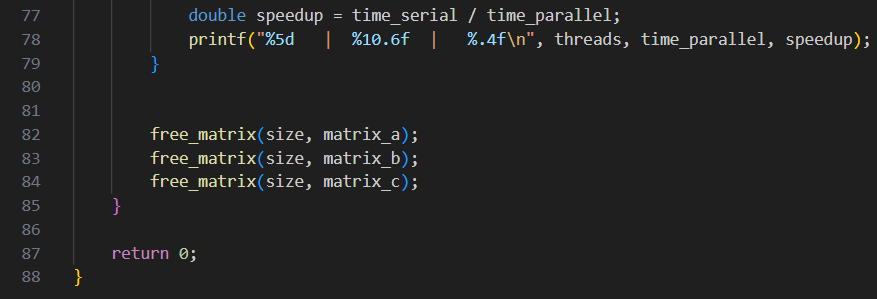 77 double speedup = time_serial / time_parallel;
78 printf("%5d   |  %10.6f  |   %.4f\n", threads, time_parallel, speedup);
79 }
80
81
82 free_matrix(size, matrix_a);
83 free_matrix(size, matrix_b);
84 free_matrix(size, matrix_c);
85 }
86
87 return 0;
88 }